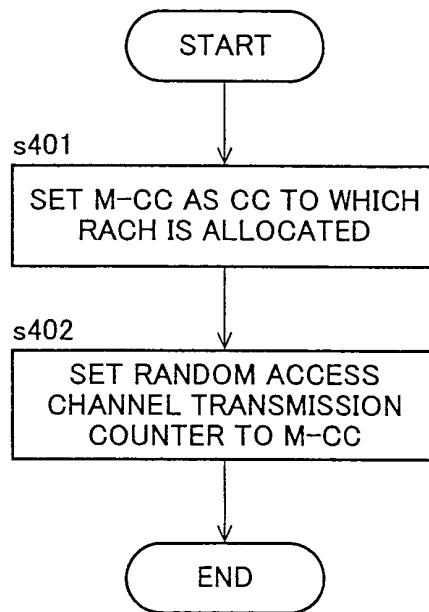 START
s401
SET M-CC AS CC TO WHICH
RACH IS ALLOCATED
s402
SET RANDOM ACCESS
CHANNEL TRANSMISSION
COUNTER TO M-CC
END